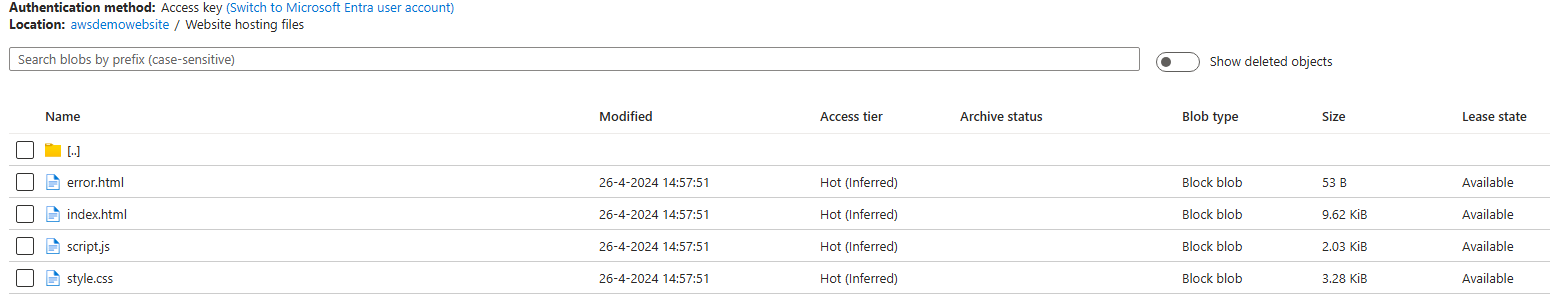 Authentication method: Access key (Switch to Microsoft Entra user account)
Location: awsdemowebsite / Website hosting files
Search blobs by prefix (case-sensitive)
Show deleted objects
Name Modified Access tier Archive status Blob type Size Lease state
[..]
error.html 26-4-2024 14:57:51 Hot (Inferred) Block blob 53 B Available
index.html 26-4-2024 14:57:51 Hot (Inferred) Block blob 9.62 KiB Available
script.js 26-4-2024 14:57:51 Hot (Inferred) Block blob 2.03 KiB Available
style.css 26-4-2024 14:57:51 Hot (Inferred) Block blob 3.28 KiB Available